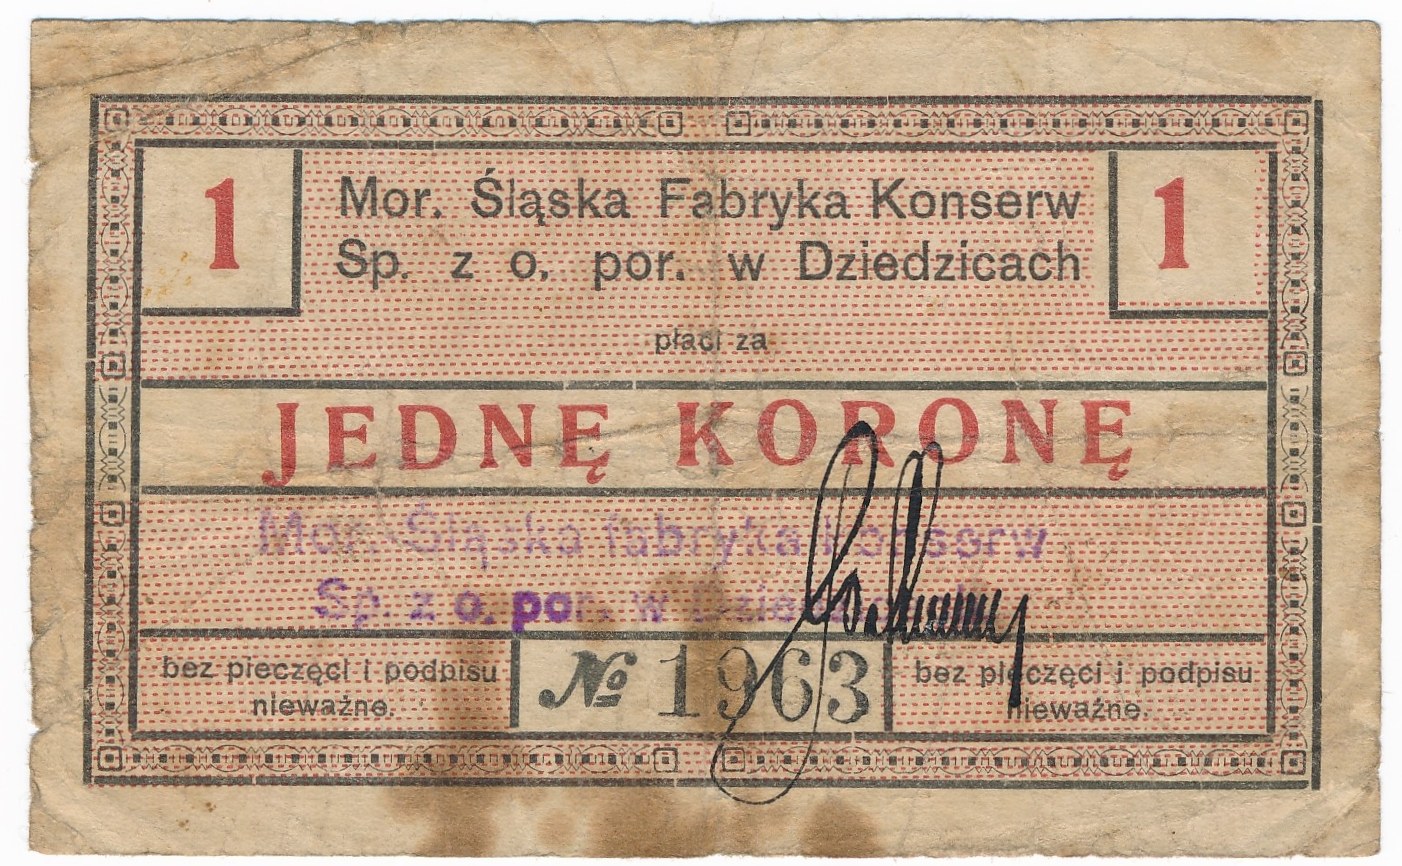 1 Mor. Śląska Fabryka Konserw 1
Sp. z o. por. w Dziedzicach
płaci za
JEDNĘ KORONĘ
Mor. Śląska fabryka Konserw
Sp. z o. por. w
bez pieczęci i podpisu
nieważne.
№ 1963
bez pieczęci i podpisu
nieważne.